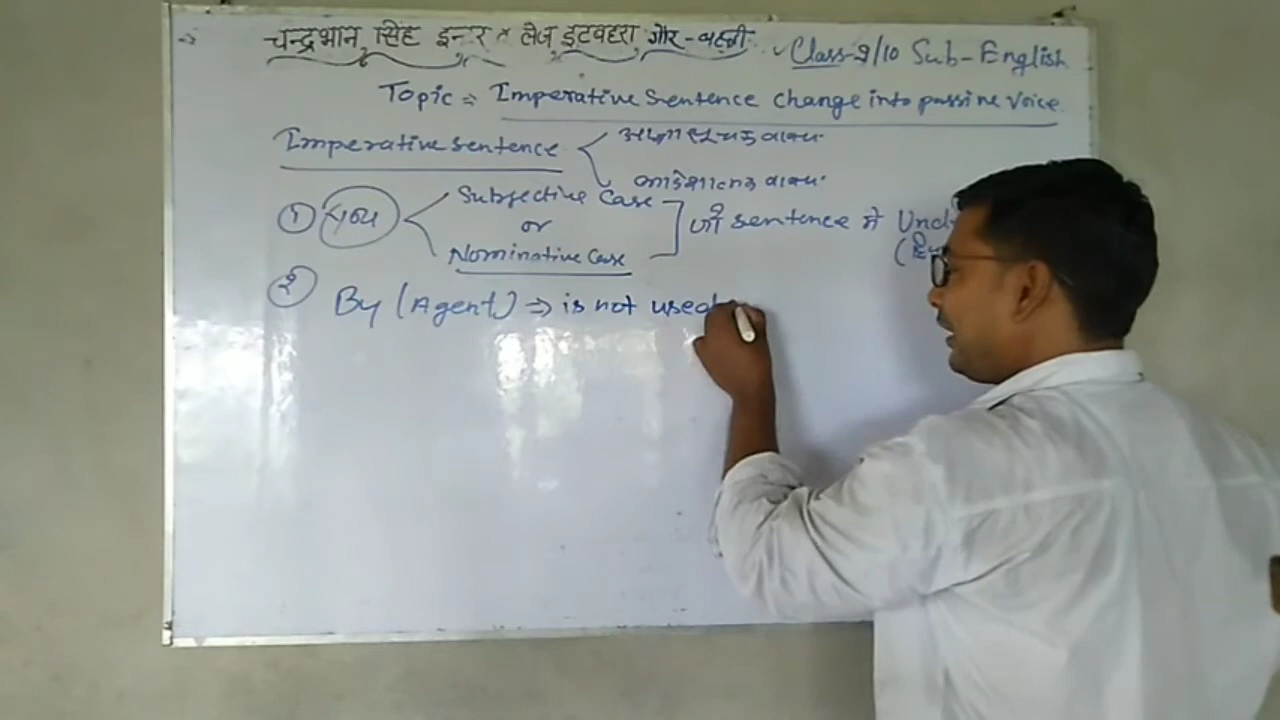 चन्द्रभान सिंह इन्टर कॉलेज इटवहरा गौर-बस्ती Class-9/10 Sub-English
Topic ⇒ Imperative Sentence change into passive voice.
Imperative sentence आज्ञासूचक वाक्य
आदेशात्मक वाक्य
① You Subjective Case
or जो sentence में Und
Nominative Case
② By (Agent) ⇒ is not used